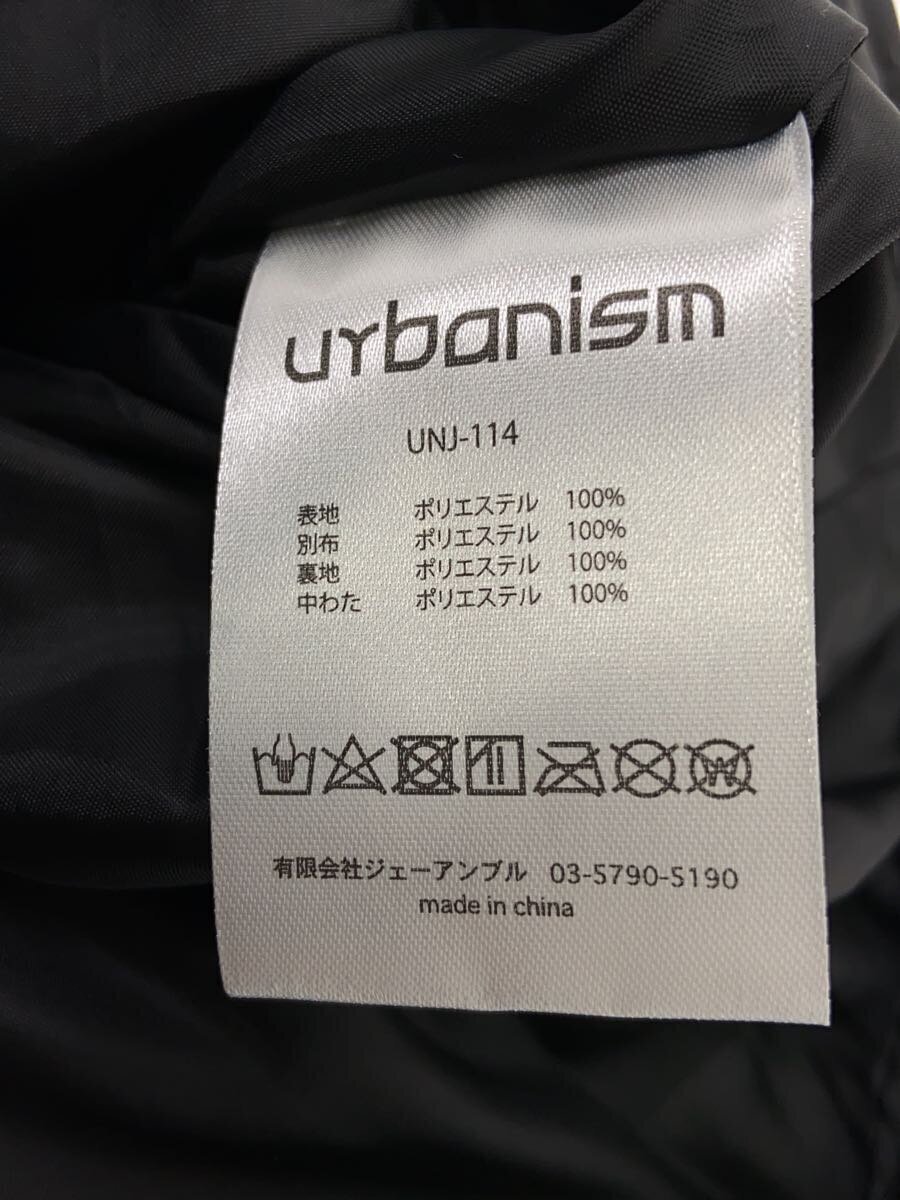 urbanism
UNJ-114
表地 ポリエステル 100%
別布 ポリエステル 100%
裏地 ポリエステル 100%
中わた ポリエステル 100%
W
有限会社ジェーアンブル 03-5790-5190
made in china